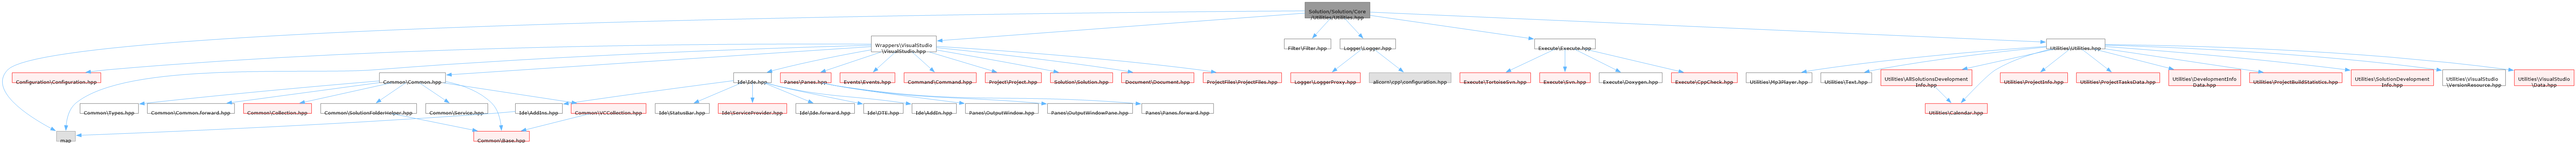 Solution/Solution/Core
/Utilities/Utilities.hpp
Wrappers\VisualStudio
\VisualStudio.hpp
Filter\Filter.hpp
Logger\Logger.hpp
Execute\Execute.hpp
Utilities\Utilities.hpp
Configuration\Configuration.hpp
Common\Common.hpp
Ide\Ide.hpp
Panes\Panes.hpp
Events\Events.hpp
Command\Command.hpp
Project\Project.hpp
Solution\Solution.hpp
Document\Document.hpp
ProjectFiles\ProjectFiles.hpp
Logger\LoggerProxy.hpp
allcorn\cpp\configuration.hpp
Execute\TortoiseSvn.hpp
Execute\Svn.hpp
Execute\Doxygen.hpp
Execute\CppCheck.hpp
Utilities\Mp3Player.hpp
Utilities\Text.hpp
Utilities\AllSolutionsDevelopment
Info.hpp
Utilities\ProjectInfo.hpp
Utilities\ProjectTasksData.hpp
Utilities\DevelopmentInfo
Data.hpp
Utilities\ProjectBuildStatistics.hpp
Utilities\SolutionDevelopment
Info.hpp
Utilities\VisualStudio
\VersionResource.hpp
Utilities\VisualStudio
\Data.hpp
Common\Types.hpp
Common\Common.forward.hpp
Common\Collection.hpp
Common\SolutionFolderHelper.hpp
Common\Service.hpp
Ide\AddIns.hpp
Common\VCCollection.hpp
Ide\StatusBar.hpp
Ide\ServiceProvider.hpp
Ide\Ide.forward.hpp
Ide\DTE.hpp
Ide\AddIn.hpp
Panes\OutputWindow.hpp
Panes\OutputWindowPane.hpp
Panes\Panes.forward.hpp
Utilities\Calendar.hpp
map
Common\Base.hpp